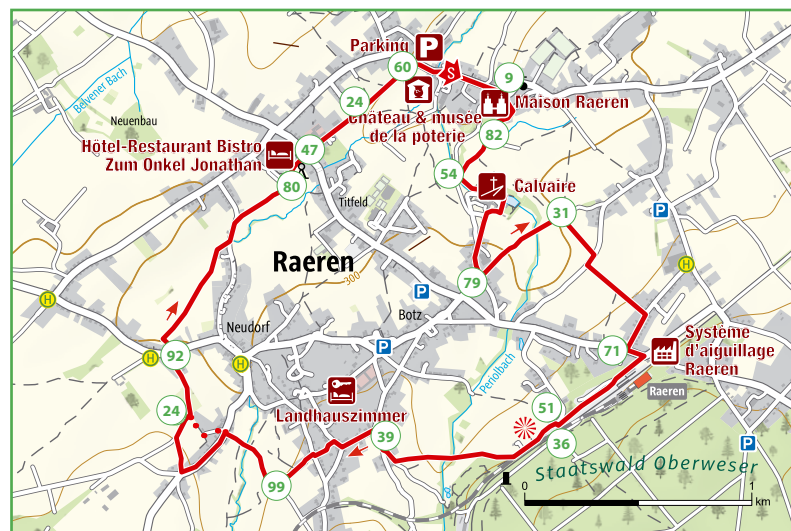 Parking
P
60
S
9
Maison Raeren
24
Château & musée
de la poterie
82
Belvener Bach
Neuenbau
Hôtel-Restaurant Bistro
Zum Onkel Jonathan
47
80
54
Calvaire
Titfeld
31
P
Raeren
300
79
P
H
H
Botz
Neudorf
P
H
H
92
71
Système
d'aiguillage
Raeren
Raeren
Periolbach
Landhauszimmer
24
39
51
36
P
99
Staatswald Oberweser
0
1
km